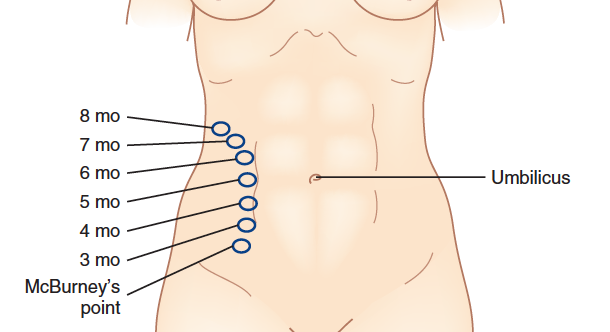 8 mo
7 mo
6 mo
5 mo
4 mo
3 mo
McBurney's
point
Umbilicus